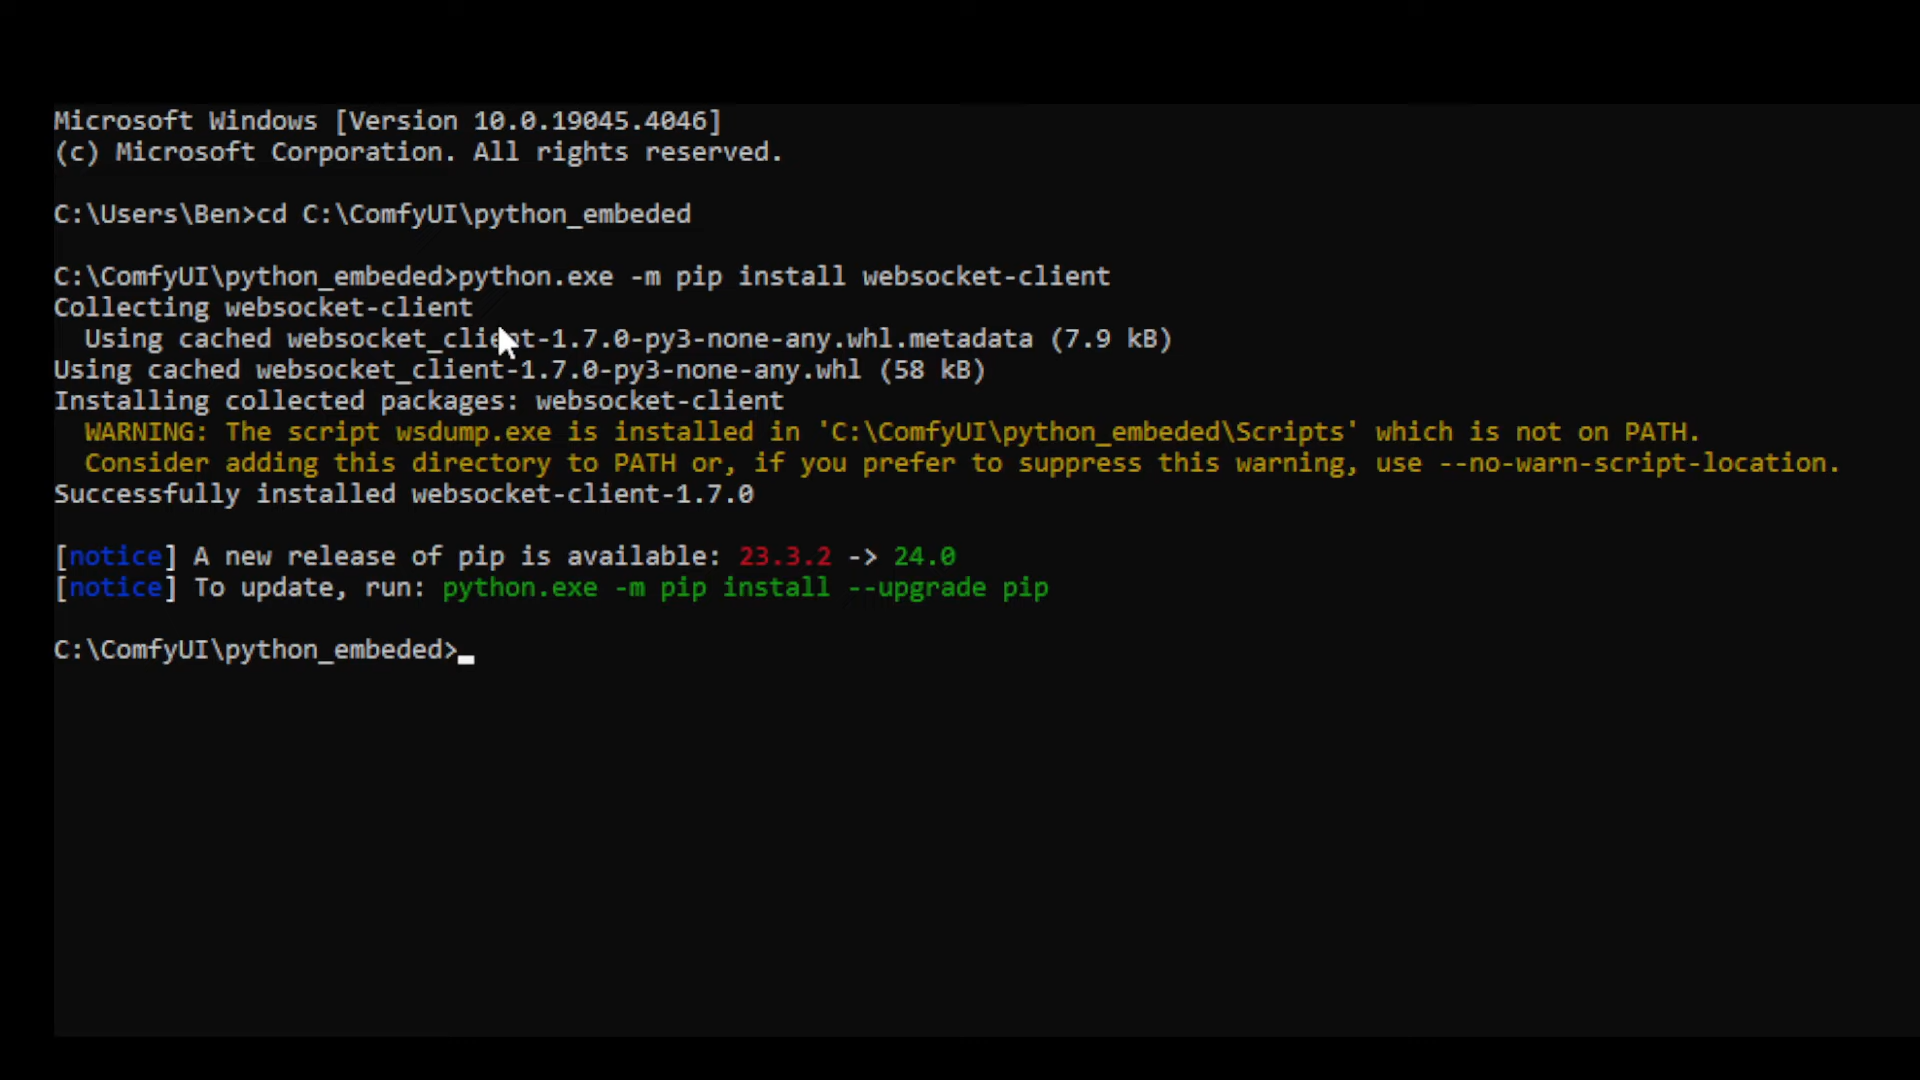 Microsoft Windows [Version 10.0.19045.4046]
(c) Microsoft Corporation. All rights reserved.
C:\Users\Ben>cd C:\ComfyUI\python_embeded
C:\ComfyUI\python_embeded>python.exe -m pip install websocket-client
Collecting websocket-client
  Using cached websocket_client-1.7.0-py3-none-any.whl.metadata (7.9 kB)
Using cached websocket_client-1.7.0-py3-none-any.whl (58 kB)
Installing collected packages: websocket-client
  WARNING: The script wsdump.exe is installed in 'C:\ComfyUI\python_embeded\Scripts' which is not on PATH.
  Consider adding this directory to PATH or, if you prefer to suppress this warning, use --no-warn-script-location.
Successfully installed websocket-client-1.7.0
[notice] A new release of pip is available: 23.3.2 -> 24.0
[notice] To update, run: python.exe -m pip install --upgrade pip
C:\ComfyUI\python_embeded>